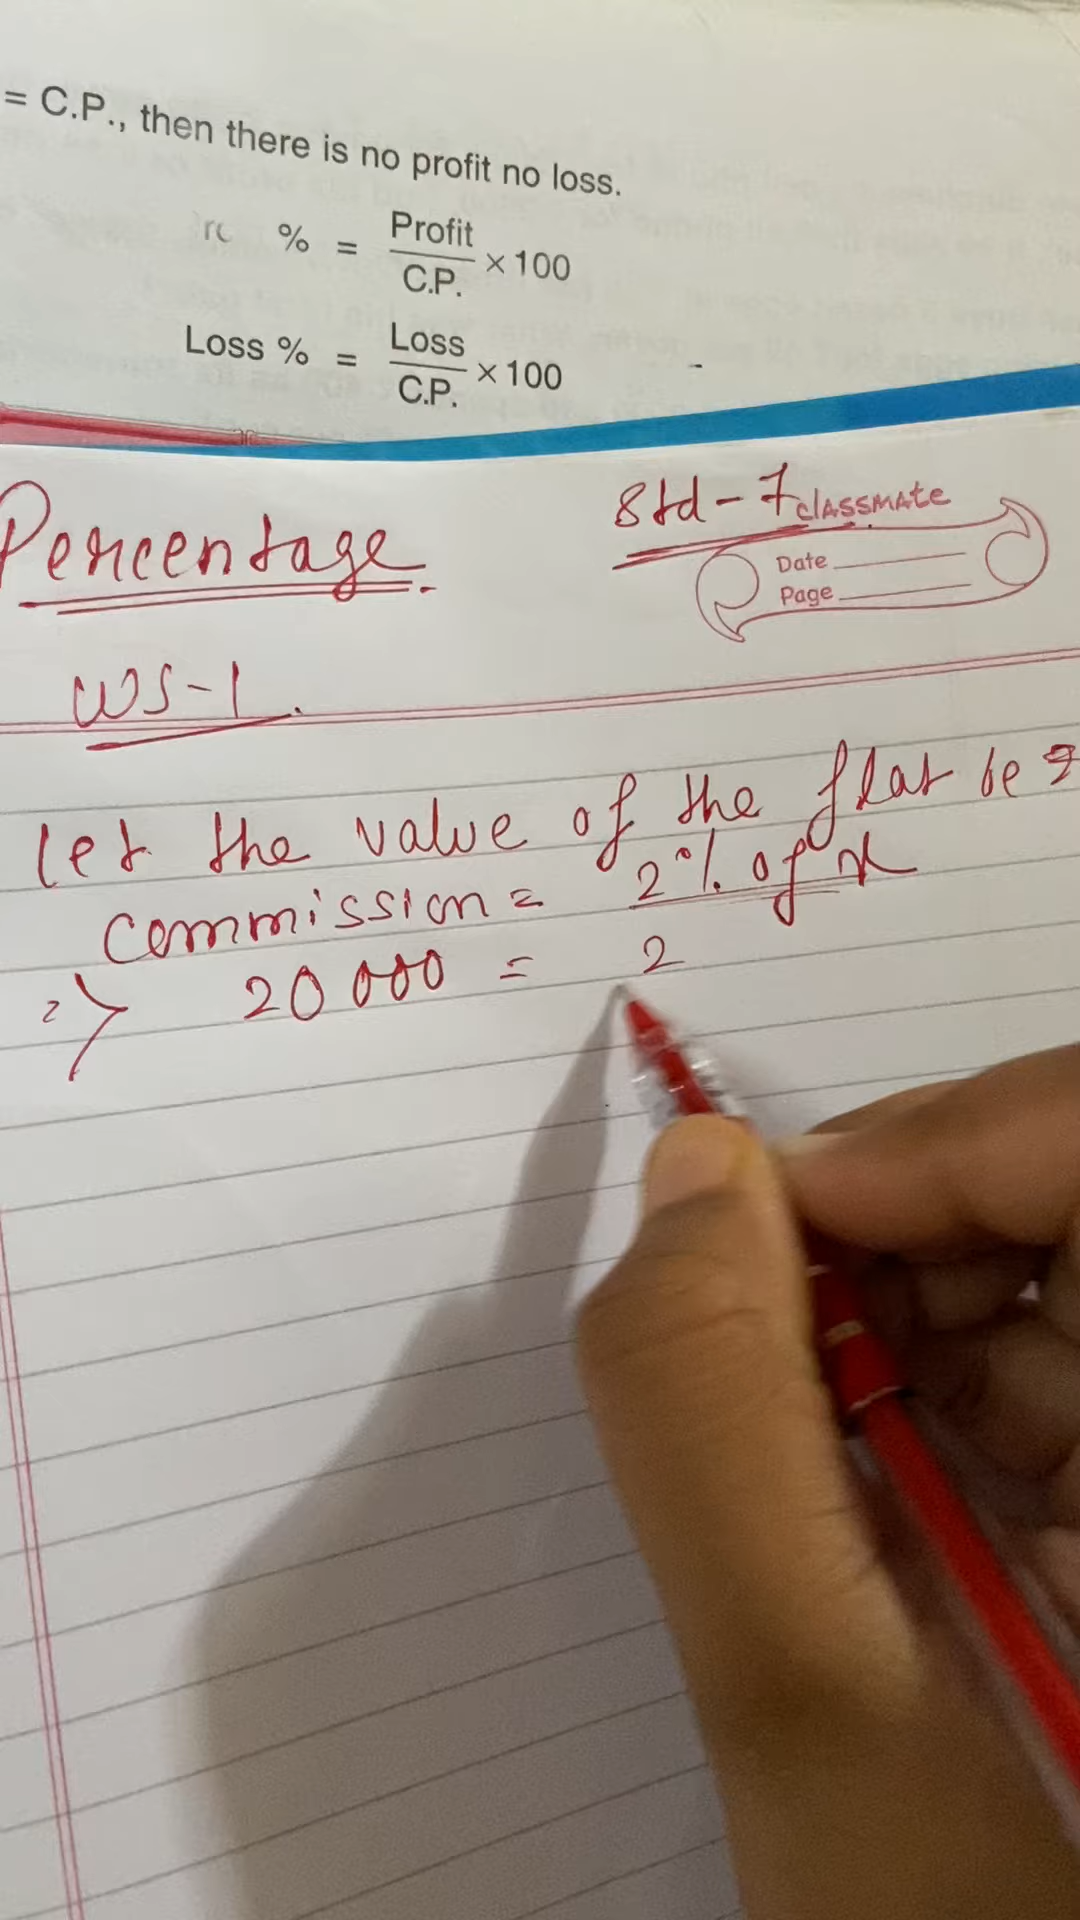 = C.P., then there is no profit no loss.
% = Profit / C.P. × 100
Loss % = Loss / C.P. × 100
Percentage.
Std - 7
classmate
Date
Page
WS-1.
Let the value of the flat be
commission = 2% of x
=> 20000 = 2